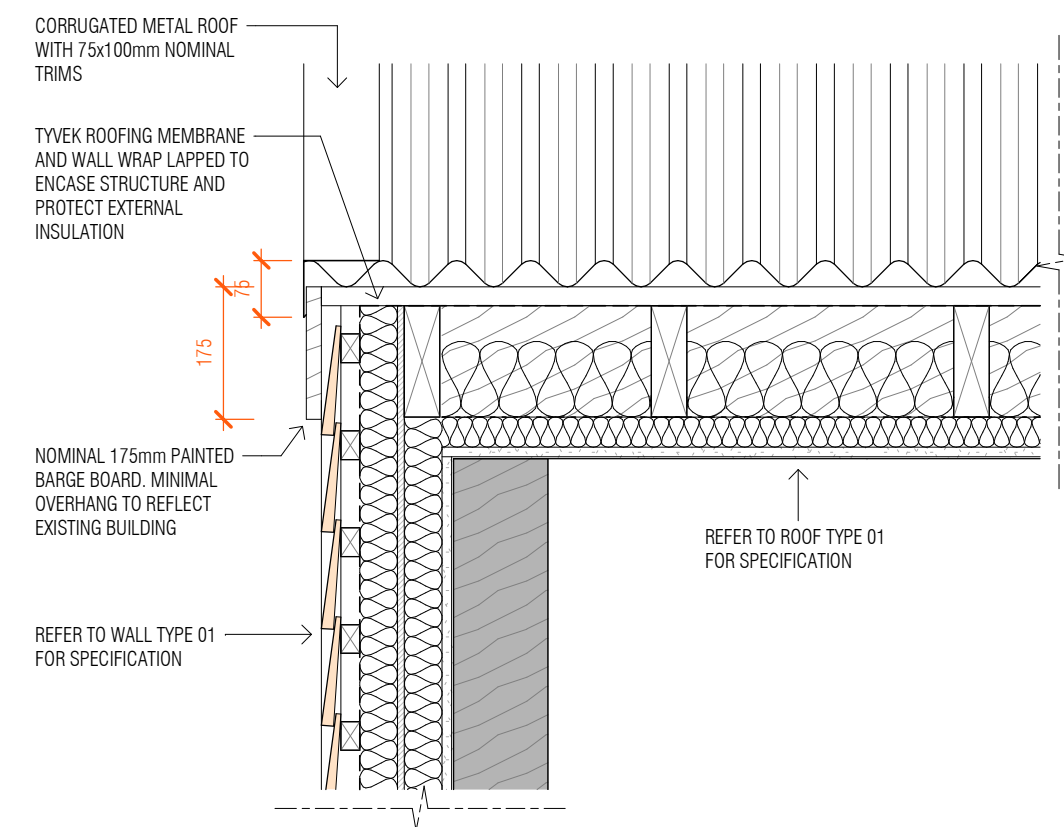 CORRUGATED METAL ROOF
WITH 75x100mm NOMINAL
TRIMS
TYVEK ROOFING MEMBRANE
AND WALL WRAP LAPPED TO
ENCASE STRUCTURE AND
PROTECT EXTERNAL
INSULATION
75
175
NOMINAL 175mm PAINTED
BARGE BOARD. MINIMAL
OVERHANG TO REFLECT
EXISTING BUILDING
REFER TO ROOF TYPE 01
FOR SPECIFICATION
REFER TO WALL TYPE 01
FOR SPECIFICATION